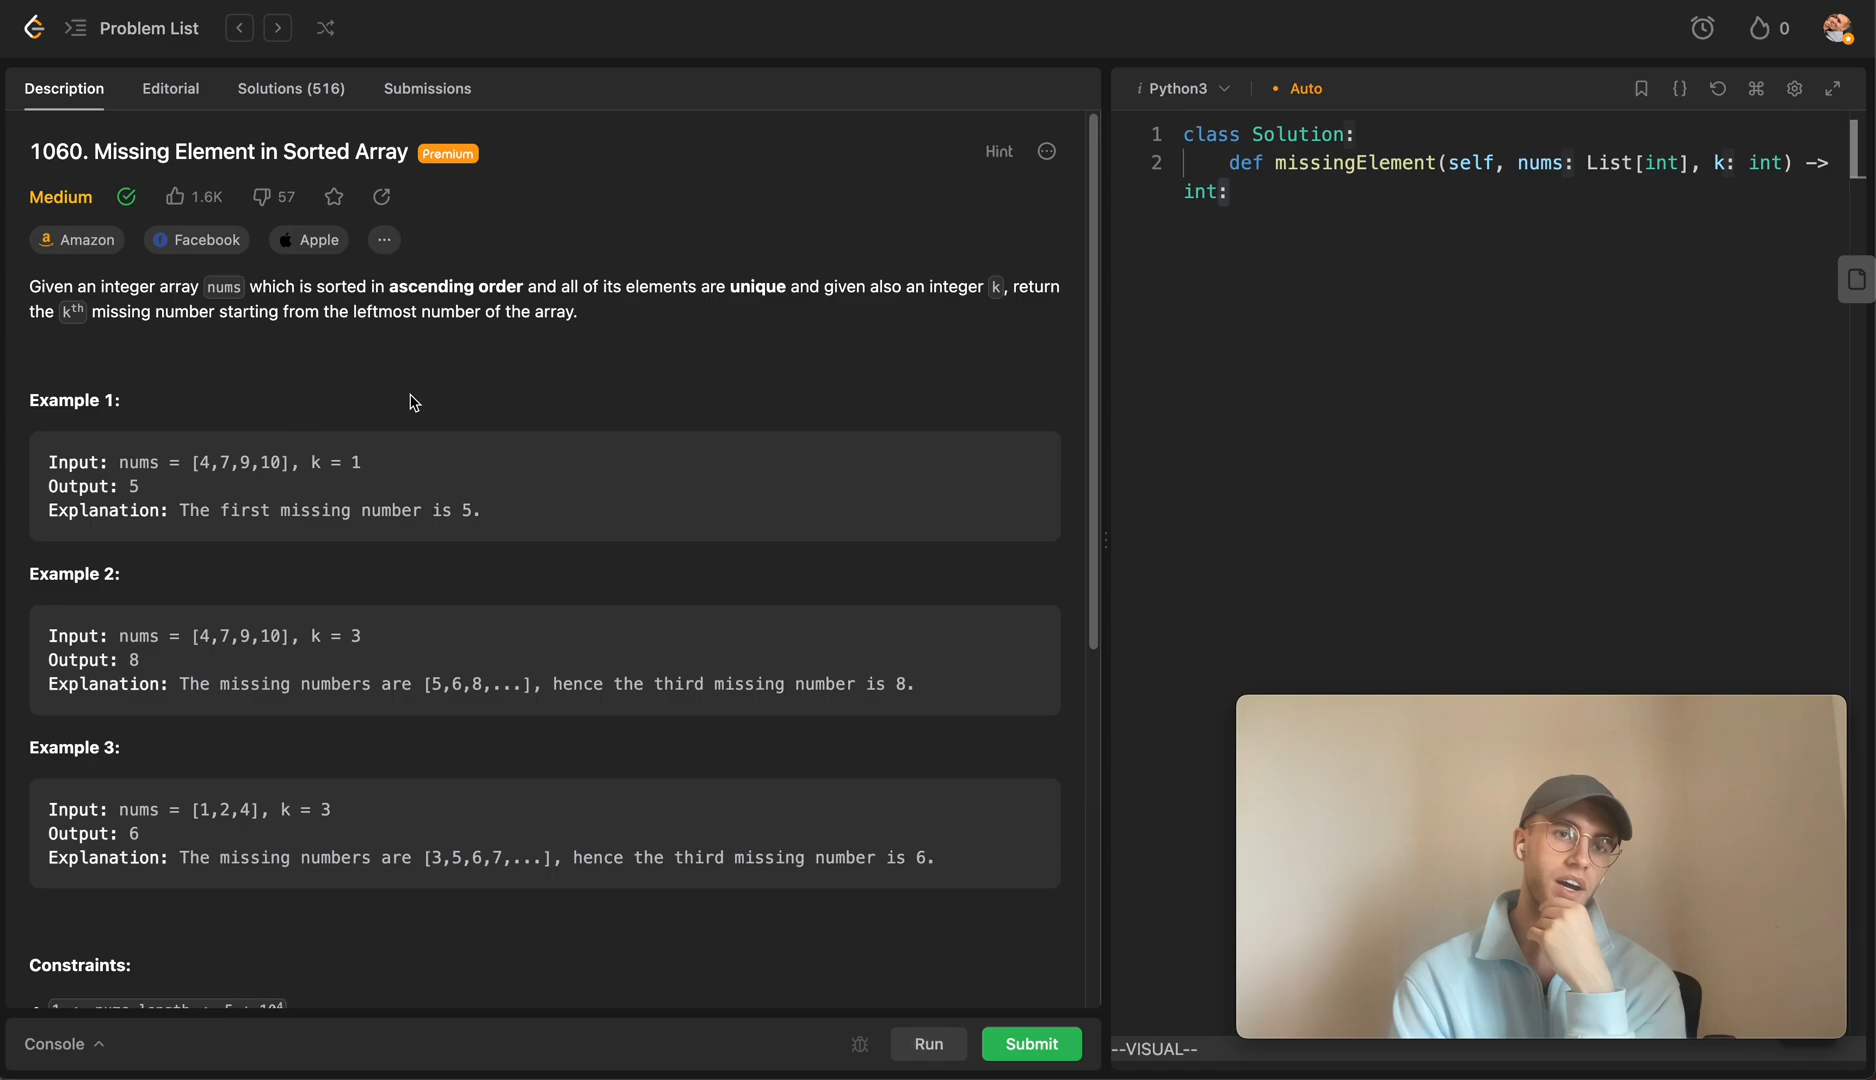 Problem List
0
Description Editorial Solutions (516) Submissions
1060. Missing Element in Sorted Array Premium
Hint
Medium 1.6K 57
Amazon Facebook Apple ...
Given an integer array nums which is sorted in ascending order and all of its elements are unique and given also an integer k, return
the kth missing number starting from the leftmost number of the array.
Example 1:
Input: nums = [4,7,9,10], k = 1
Output: 5
Explanation: The first missing number is 5.
Example 2:
Input: nums = [4,7,9,10], k = 3
Output: 8
Explanation: The missing numbers are [5,6,8,...], hence the third missing number is 8.
Example 3:
Input: nums = [1,2,4], k = 3
Output: 6
Explanation: The missing numbers are [3,5,6,7,...], hence the third missing number is 6.
Constraints:
Console Run Submit
i Python3 • Auto
1 class Solution:
2 def missingElement(self, nums: List[int], k: int) ->
int:
--VISUAL--